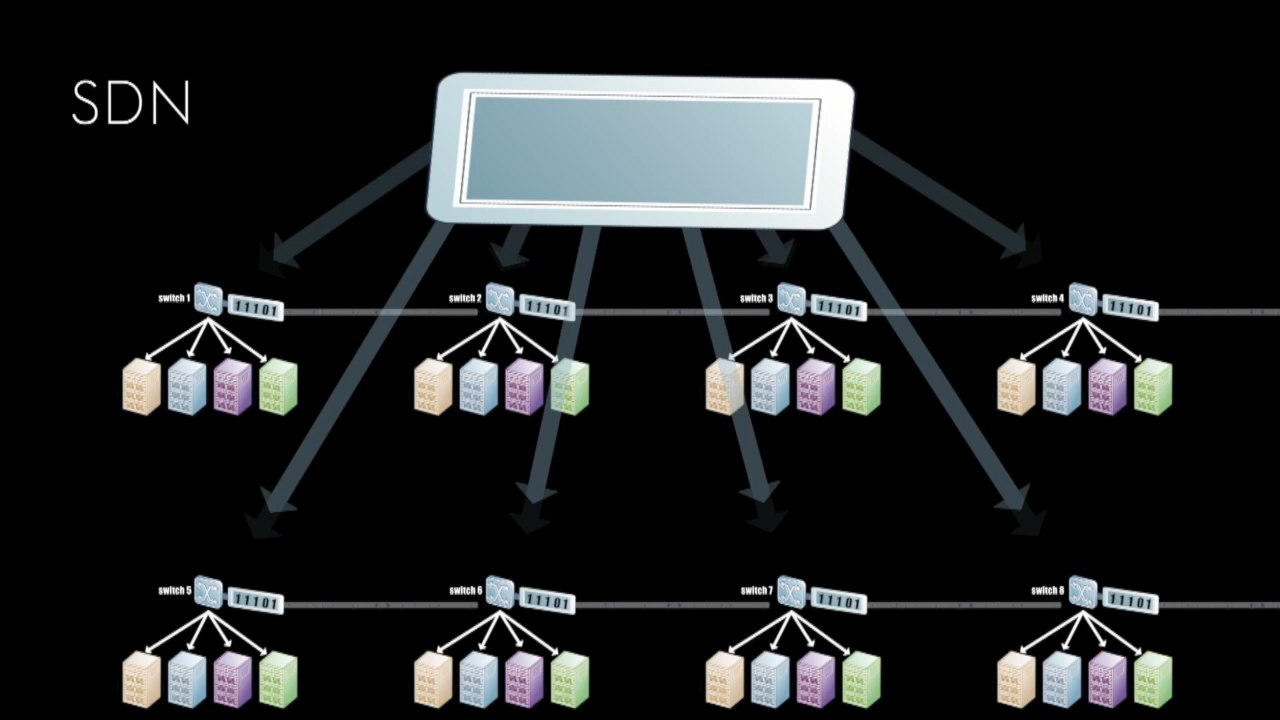 SDN
switch 1
11101
switch 2
11101
switch 3
11101
switch 4
11101
switch 5
11101
switch 6
11101
switch 7
11101
switch 8
11101